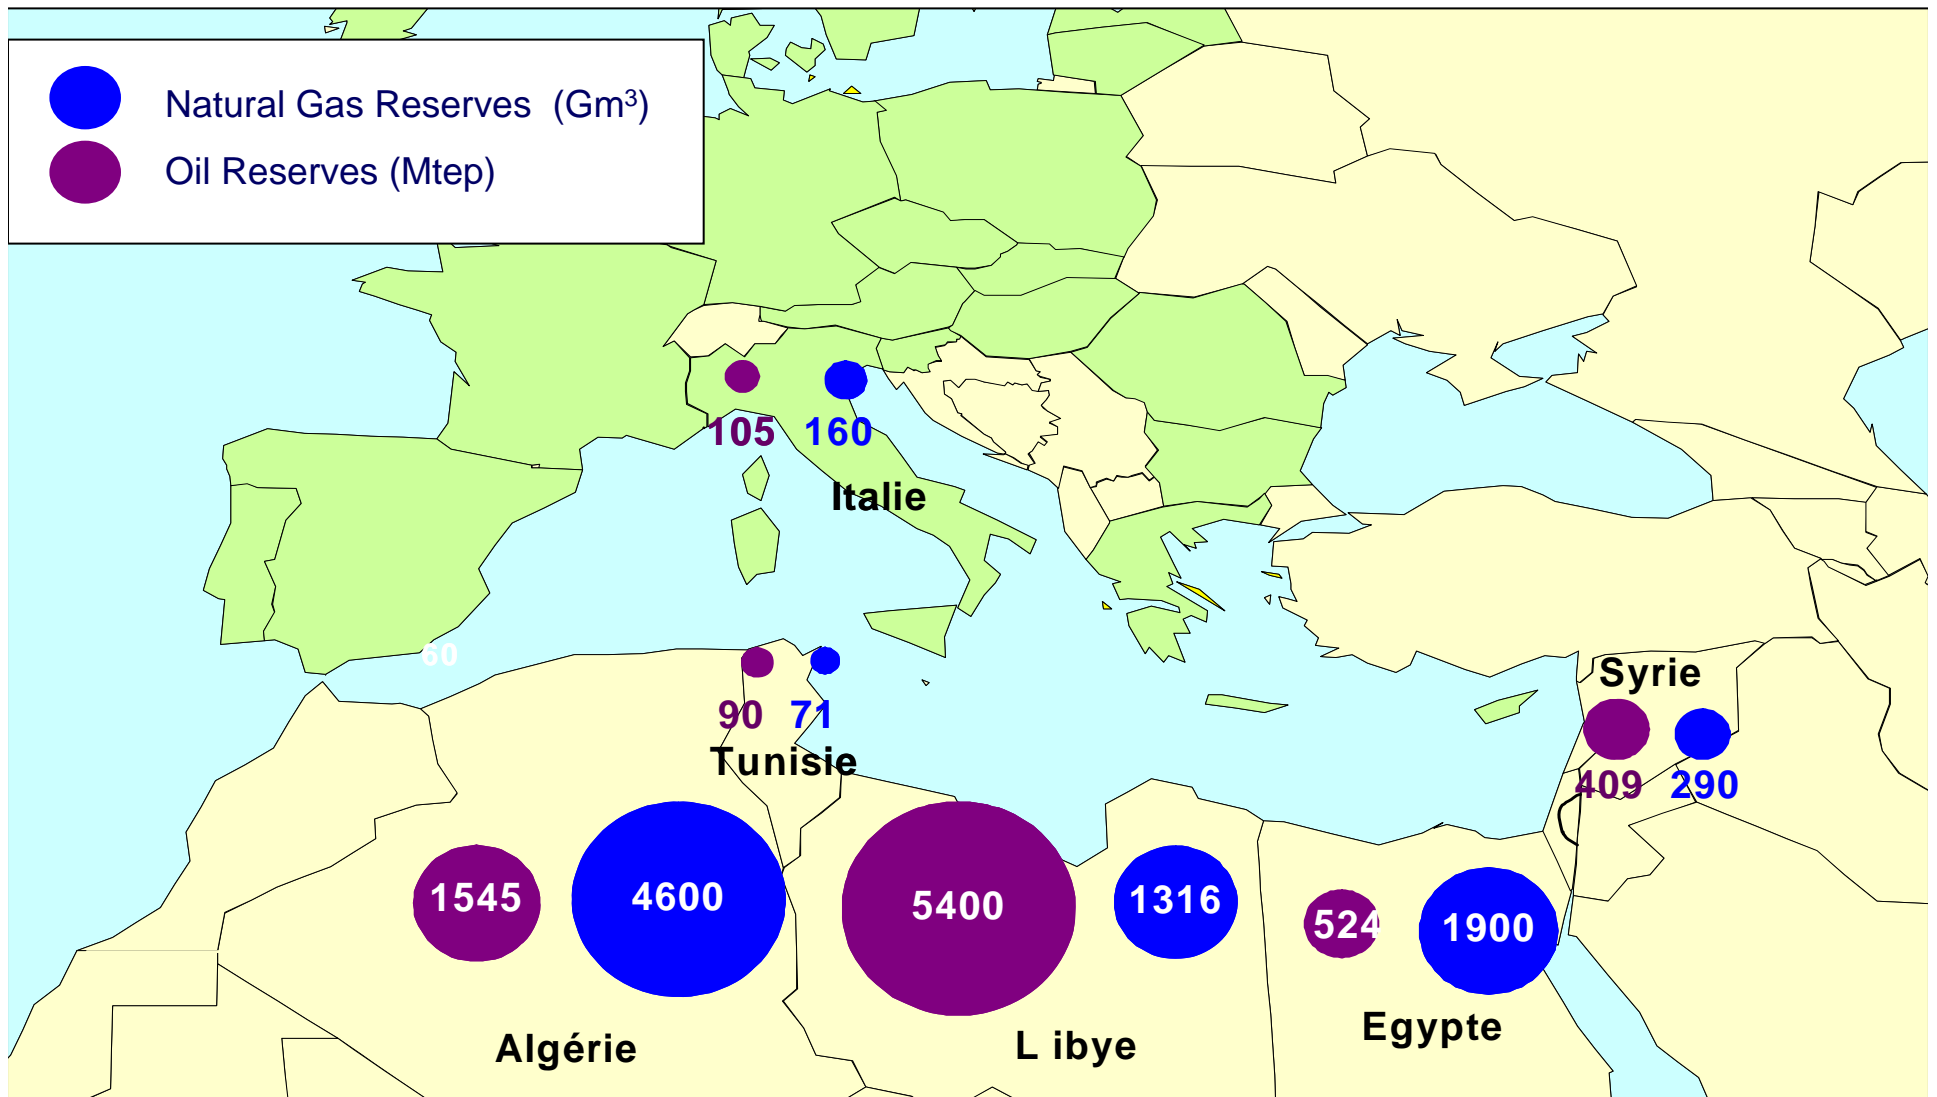 Natural Gas Reserves (Gm³)
Oil Reserves (Mtep)
105 160
Italie
60
Syrie
409 290
90 71
Tunisie
1545 4600 5400 1316 524 1900
Algérie L ibye Egypte